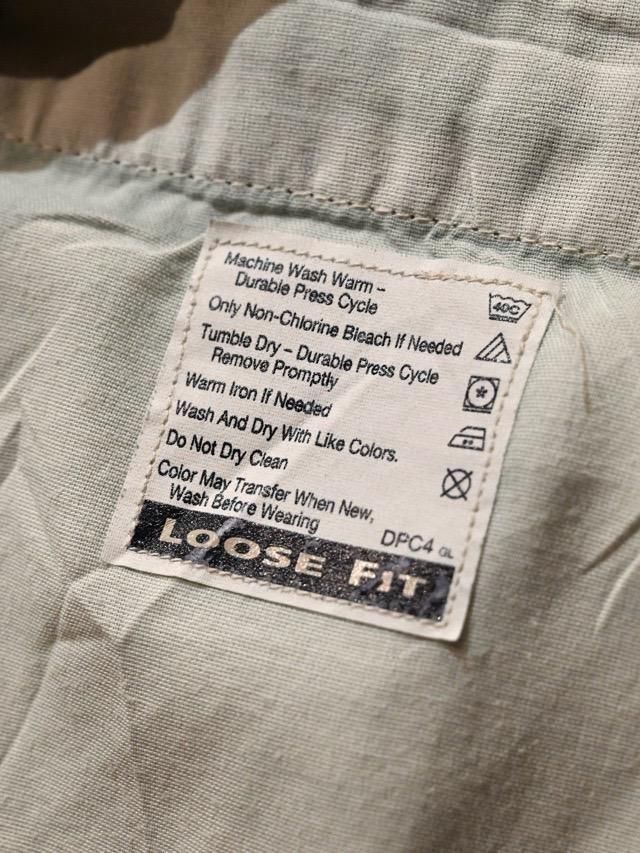 Machine Wash Warm –
Durable Press Cycle
40C
Only Non-Chlorine Bleach If Needed
Tumble Dry – Durable Press Cycle
Remove Promptly
Warm Iron If Needed
Wash And Dry With Like Colors.
Do Not Dry Clean
Color May Transfer When New,
Wash Before Wearing
DPC4 GL
LOOSE FIT